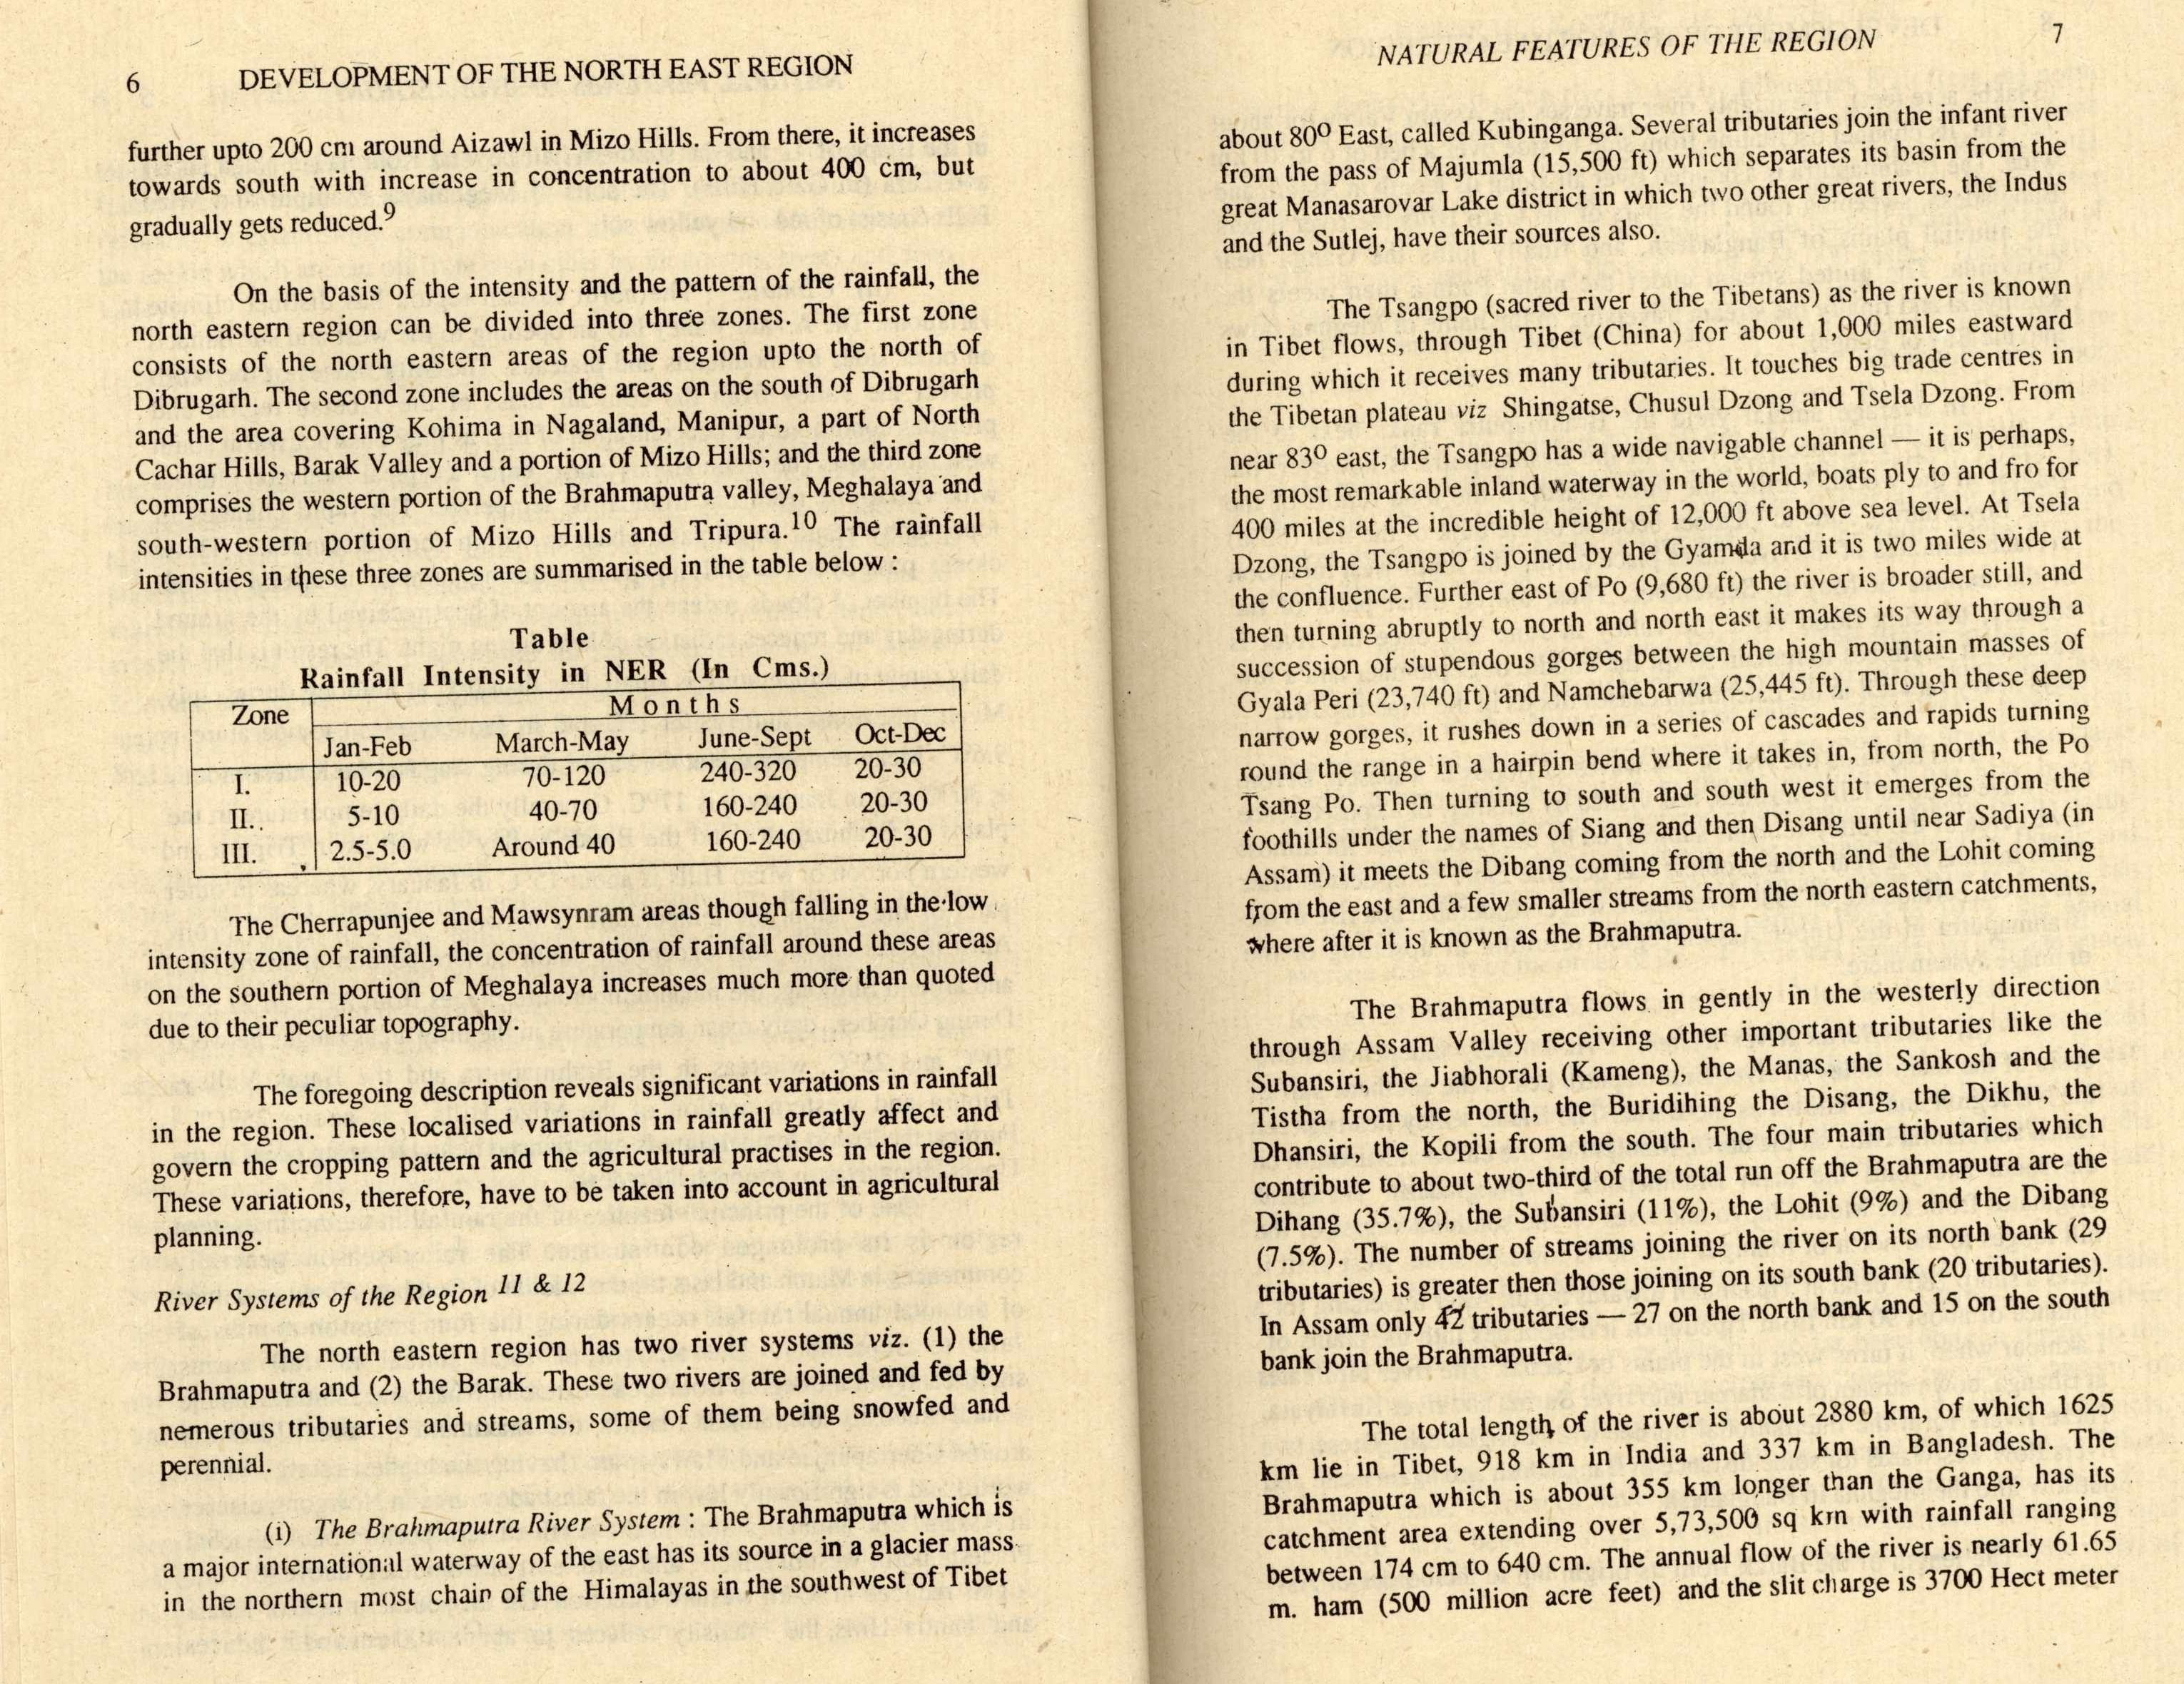 6 DEVELOPMENT OF THE NORTH EAST REGION
further upto 200 cm around Aizawl in Mizo Hills. From there, it increases
towards south with increase in concentration to about 400 cm, but
gradually gets reduced.9
On the basis of the intensity and the pattern of the rainfall, the
north eastern region can be divided into three zones. The first zone
consists of the north eastern areas of the region upto the north of
Dibrugarh. The second zone includes the areas on the south of Dibrugarh
and the area covering Kohima in Nagaland, Manipur, a part of North
Cachar Hills, Barak Valley and a portion of Mizo Hills; and the third zone
comprises the western portion of the Brahmaputra valley, Meghalaya and
south-western portion of Mizo Hills and Tripura.10 The rainfall
intensities in these three zones are summarised in the table below :
Table
Rainfall Intensity in NER (In Cms.)
Zone Months
Jan-Feb March-May June-Sept Oct-Dec
I. 10-20 70-120 240-320 20-30
II. 5-10 40-70 160-240 20-30
III. 2.5-5.0 Around 40 160-240 20-30
The Cherrapunjee and Mawsynram areas though falling in the low
intensity zone of rainfall, the concentration of rainfall around these areas
on the southern portion of Meghalaya increases much more than quoted
due to their peculiar topography.
The foregoing description reveals significant variations in rainfall
in the region. These localised variations in rainfall greatly affect and
govern the cropping pattern and the agricultural practises in the region.
These variations, therefore, have to be taken into account in agricultural
planning.
River Systems of the Region 11 & 12
The north eastern region has two river systems viz. (1) the
Brahmaputra and (2) the Barak. These two rivers are joined and fed by
nemerous tributaries and streams, some of them being snowfed and
perennial.
(i) The Brahmaputra River System : The Brahmaputra which is
a major international waterway of the east has its source in a glacier mass
in the northern most chain of the Himalayas in the southwest of Tibet
NATURAL FEATURES OF THE REGION 7
about 80º East, called Kubinganga. Several tributaries join the infant river
from the pass of Majumla (15,500 ft) which separates its basin from the
great Manasarovar Lake district in which two other great rivers, the Indus
and the Sutlej, have their sources also.
The Tsangpo (sacred river to the Tibetans) as the river is known
in Tibet flows, through Tibet (China) for about 1,000 miles eastward
during which it receives many tributaries. It touches big trade centres in
the Tibetan plateau viz Shingatse, Chusul Dzong and Tsela Dzong. From
near 83º east, the Tsangpo has a wide navigable channel — it is perhaps,
the most remarkable inland waterway in the world, boats ply to and fro for
400 miles at the incredible height of 12,000 ft above sea level. At Tsela
Dzong, the Tsangpo is joined by the Gyamda and it is two miles wide at
the confluence. Further east of Po (9,680 ft) the river is broader still, and
then turning abruptly to north and north east it makes its way through a
succession of stupendous gorges between the high mountain masses of
Gyala Peri (23,740 ft) and Namchebarwa (25,445 ft). Through these deep
narrow gorges, it rushes down in a series of cascades and rapids turning
round the range in a hairpin bend where it takes in, from north, the Po
Tsang Po. Then turning to south and south west it emerges from the
foothills under the names of Siang and then Disang until near Sadiya (in
Assam) it meets the Dibang coming from the north and the Lohit coming
from the east and a few smaller streams from the north eastern catchments,
where after it is known as the Brahmaputra.
The Brahmaputra flows in gently in the westerly direction
through Assam Valley receiving other important tributaries like the
Subansiri, the Jiabhorali (Kameng), the Manas, the Sankosh and the
Tistha from the north, the Buridihing the Disang, the Dikhu, the
Dhansiri, the Kopili from the south. The four main tributaries which
contribute to about two-third of the total run off the Brahmaputra are the
Dihang (35.7%), the Subansiri (11%), the Lohit (9%) and the Dibang
(7.5%). The number of streams joining the river on its north bank (29
tributaries) is greater then those joining on its south bank (20 tributaries).
In Assam only 42 tributaries — 27 on the north bank and 15 on the south
bank join the Brahmaputra.
The total length of the river is about 2880 km, of which 1625
km lie in Tibet, 918 km in India and 337 km in Bangladesh. The
Brahmaputra which is about 355 km longer than the Ganga, has its
catchment area extending over 5,73,500 sq km with rainfall ranging
between 174 cm to 640 cm. The annual flow of the river is nearly 61.65
m. ham (500 million acre feet) and the slit charge is 3700 Hect meter